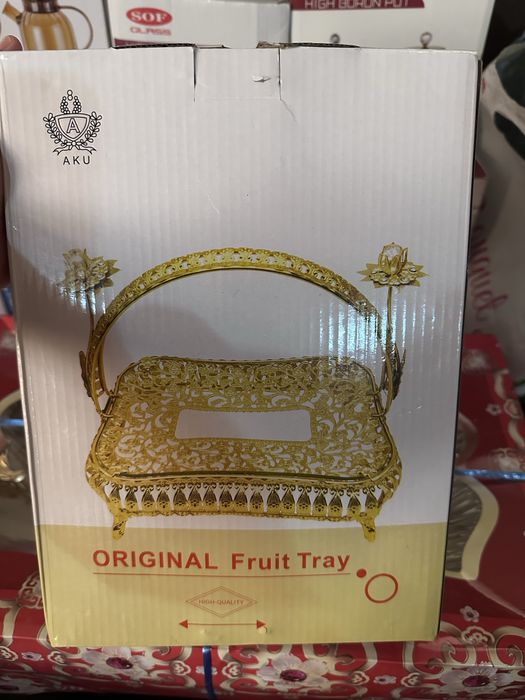 SOF
GLASS
HIGH BORON POT
A
AKU
ORIGINAL Fruit Tray
HIGH-QUALITY